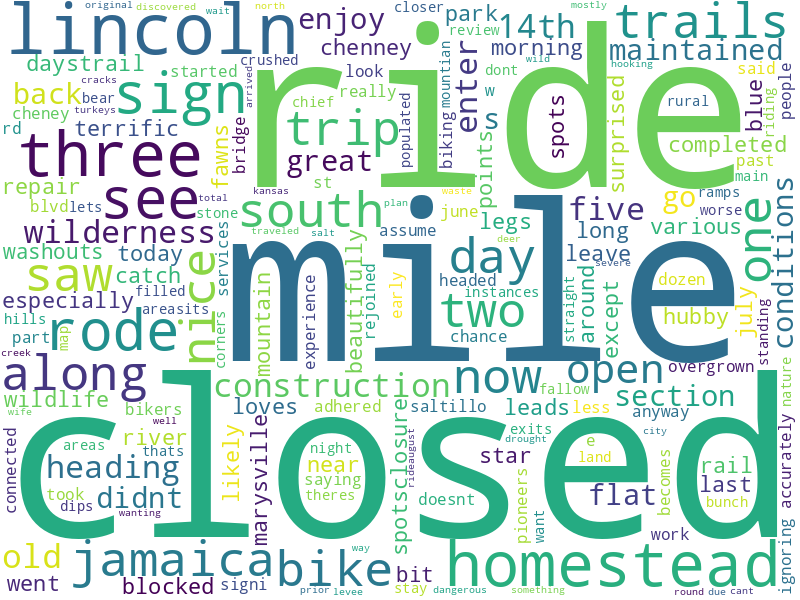 original discovered wait north
lincoln
enjoy
closer
park
14th
mostly
trails
ride
chenney
review
morning
maintained
daystrail
started
crushed
look
mountian
dont
wild
hooking
back
sign
cheney
bear
arrived
really
chief
populated
biking
enter
w
s
spots
surprised
rural
said
riding
blue
people
cracks
turkeys
rd
terrific
fawns
bridge
trip
great
completed
three
see
repair
blvd
lets
stone
total
kansas
st
plan
points
waste
go
past
main
ramps
worse
conditions
wilderness
south
traveled
salt
assume
june
legs
deer
five
long
leave
various
one
washouts
today
services
nice
saw
catch
filled
areasits
corners
mountain
experience
beautifully
rejoined
early
day
headed
instances
two
chance
severe
straight
around
except
dozen
hubby
july
standing
especially
hills
part
map
rode
mile
creek
along
construction
now
open
overgrown
nature
wildlife
wife
bikers
well
loves
adhered
saltillo
leads
fallow
less
section
anyway
connected
areas
river
thats
likely
marysville
night
near
saying
theres
exits
drought
e
land
city
star
rail
last
accurately
heading
took
dips
didnt
wanting
closed
rideaugust
spotsclosure
doesnt
pioneers
want
flat
becomes
bunch
work
old
went
jamaica
bike
bit
homestead
ignoring
blocked
signi
prior
levee
way
stay
dangerous
something
round
due
cant